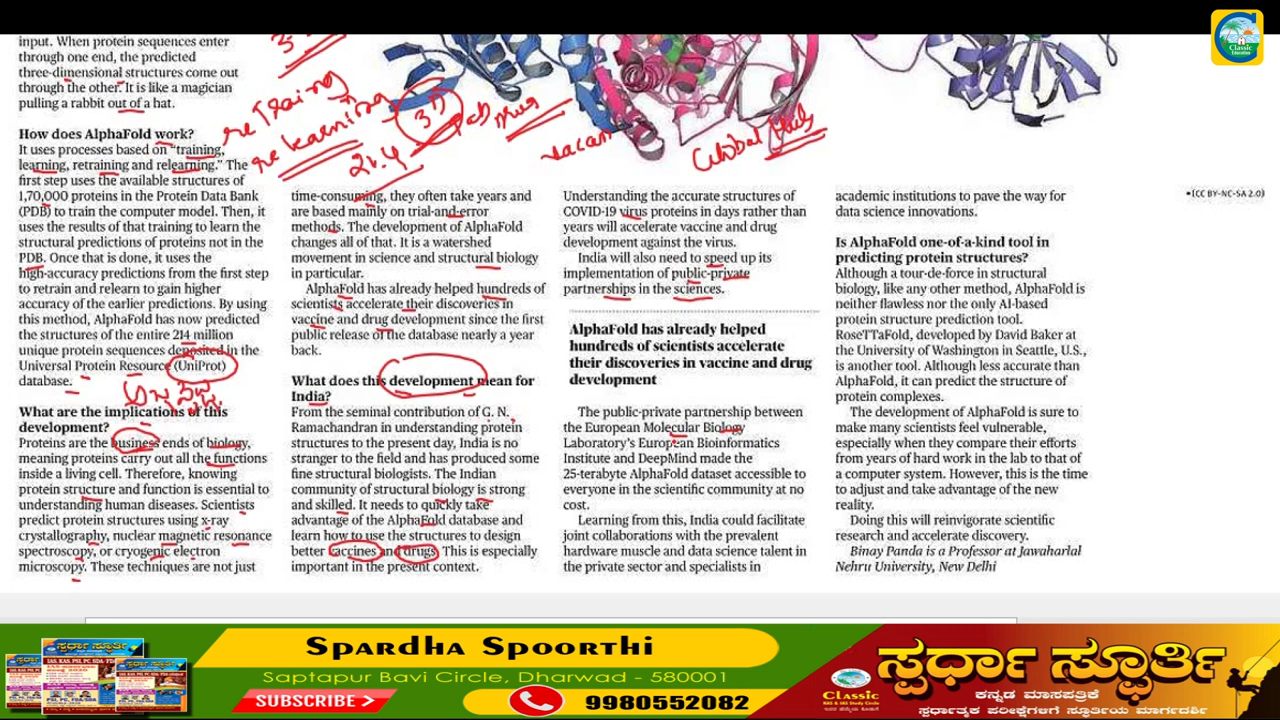 input. When protein sequences enter
through one end, the predicted
three-dimensional structures come out
through the other. It is like a magician
pulling a rabbit out of a hat.
How does AlphaFold work?
It uses processes based on “training,
learning, retraining and relearning.” The
first step uses the available structures of
1,70,000 proteins in the Protein Data Bank
(PDB) to train the computer model. Then, it
uses the results of that training to learn the
structural predictions of proteins not in the
PDB. Once that is done, it uses the
high-accuracy predictions from the first step
to retrain and relearn to gain higher
accuracy of the earlier predictions. By using
this method, AlphaFold has now predicted
the structures of the entire 214 million
unique protein sequences deposited in the
Universal Protein Resource (UniProt)
database.
What are the implications of this
development?
Proteins are the business ends of biology,
meaning proteins carry out all the functions
inside a living cell. Therefore, knowing
protein structure and function is essential to
understanding human diseases. Scientists
predict protein structures using x-ray
crystallography, nuclear magnetic resonance
spectroscopy, or cryogenic electron
microscopy. These techniques are not just
re Training
re learning
3D
21.4
drug
Global
time-consuming, they often take years and
are based mainly on trial-and-error
methods. The development of AlphaFold
changes all of that. It is a watershed
movement in science and structural biology
in particular.
AlphaFold has already helped hundreds of
scientists accelerate their discoveries in
vaccine and drug development since the first
public release of the database nearly a year
back.
What does this development mean for
India?
From the seminal contribution of G. N.
Ramachandran in understanding protein
structures to the present day, India is no
stranger to the field and has produced some
fine structural biologists. The Indian
community of structural biology is strong
and skilled. It needs to quickly take
advantage of the AlphaFold database and
learn how to use the structures to design
better vaccines and drugs. This is especially
important in the present context.
Understanding the accurate structures of
COVID-19 virus proteins in days rather than
years will accelerate vaccine and drug
development against the virus.
India will also need to speed up its
implementation of public-private
partnerships in the sciences.
AlphaFold has already helped
hundreds of scientists accelerate
their discoveries in vaccine and drug
development
The public-private partnership between
the European Molecular Biology
Laboratory’s European Bioinformatics
Institute and DeepMind made the
25-terabyte AlphaFold dataset accessible to
everyone in the scientific community at no
cost.
Learning from this, India could facilitate
joint collaborations with the prevalent
hardware muscle and data science talent in
the private sector and specialists in
academic institutions to pave the way for
data science innovations.
Is AlphaFold one-of-a-kind tool in
predicting protein structures?
Although a tour-de-force in structural
biology, like any other method, AlphaFold is
neither flawless nor the only AI-based
protein structure prediction tool.
RoseTTaFold, developed by David Baker at
the University of Washington in Seattle, U.S.,
is another tool. Although less accurate than
AlphaFold, it can predict the structure of
protein complexes.
The development of AlphaFold is sure to
make many scientists feel vulnerable,
especially when they compare their efforts
from years of hard work in the lab to that of
a computer system. However, this is the time
to adjust and take advantage of the new
reality.
Doing this will reinvigorate scientific
research and accelerate discovery.
Binay Panda is a Professor at Jawaharlal
Nehru University, New Delhi
•(CC BY-NC-SA 2.0)
Classic
Education
Spardha Spoorthi
Saptapur Bavi Circle, Dharwad - 580001
SUBSCRIBE
9980552082
ಸ್ಪರ್ಧಾ ಸ್ಫೂರ್ತಿ
ಕನ್ನಡ ಮಾಸಪತ್ರಿಕೆ
ಸ್ಪರ್ಧಾತ್ಮಕ ಪರೀಕ್ಷೆಗಳಿಗೆ ಸ್ಫೂರ್ತಿಯ ಮಾರ್ಗದರ್ಶಿ
Classic
KAS & IAS Study Circle